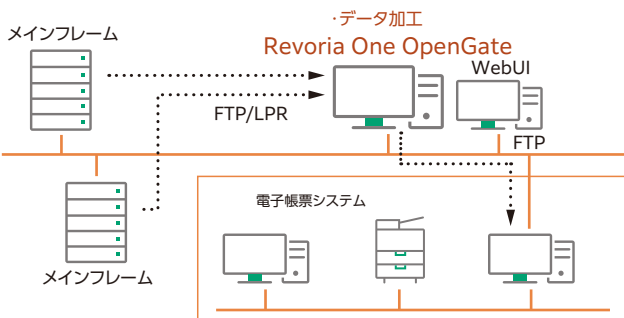 ・データ加工
メインフレーム
Revoria One OpenGate
WebUI
FTP/LPR
FTP
電子帳票システム
メインフレーム